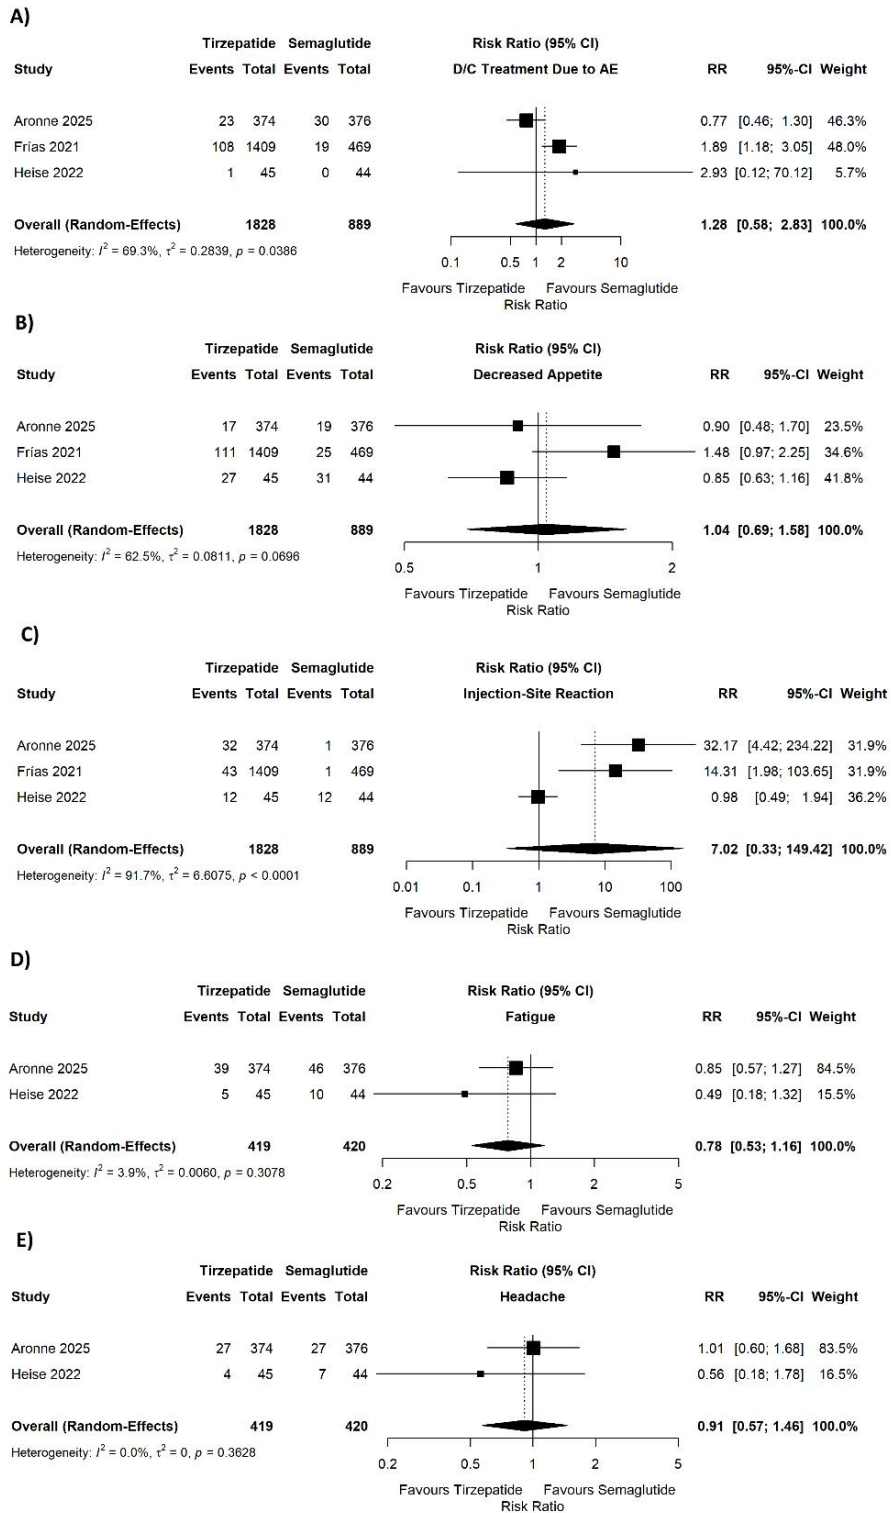 A)
Tirzepatide Semaglutide Risk Ratio (95% CI)
Study Events Total Events Total D/C Treatment Due to AE RR 95%-CI Weight
Aronne 2025 23 374 30 376 0.77 [0.46; 1.30] 46.3%
Frías 2021 108 1409 19 469 1.89 [1.18; 3.05] 48.0%
Heise 2022 1 45 0 44 2.93 [0.12; 70.12] 5.7%
Overall (Random-Effects) 1828 889 1.28 [0.58; 2.83] 100.0%
Heterogeneity: I² = 69.3%, τ² = 0.2839, p = 0.0386
0.1 0.5 1 2 10
Favours Tirzepatide Favours Semaglutide
Risk Ratio
B)
Tirzepatide Semaglutide Risk Ratio (95% CI)
Study Events Total Events Total Decreased Appetite RR 95%-CI Weight
Aronne 2025 17 374 19 376 0.90 [0.48; 1.70] 23.5%
Frías 2021 111 1409 25 469 1.48 [0.97; 2.25] 34.6%
Heise 2022 27 45 31 44 0.85 [0.63; 1.16] 41.8%
Overall (Random-Effects) 1828 889 1.04 [0.69; 1.58] 100.0%
Heterogeneity: I² = 62.5%, τ² = 0.0811, p = 0.0696
0.5 1 2
Favours Tirzepatide Favours Semaglutide
Risk Ratio
C)
Tirzepatide Semaglutide Risk Ratio (95% CI)
Study Events Total Events Total Injection-Site Reaction RR 95%-CI Weight
Aronne 2025 32 374 1 376 32.17 [4.42; 234.22] 31.9%
Frías 2021 43 1409 1 469 14.31 [1.98; 103.65] 31.9%
Heise 2022 12 45 12 44 0.98 [0.49; 1.94] 36.2%
Overall (Random-Effects) 1828 889 7.02 [0.33; 149.42] 100.0%
Heterogeneity: I² = 91.7%, τ² = 6.6075, p < 0.0001
0.01 0.1 1 10 100
Favours Tirzepatide Favours Semaglutide
Risk Ratio
D)
Tirzepatide Semaglutide Risk Ratio (95% CI)
Study Events Total Events Total Fatigue RR 95%-CI Weight
Aronne 2025 39 374 46 376 0.85 [0.57; 1.27] 84.5%
Heise 2022 5 45 10 44 0.49 [0.18; 1.32] 15.5%
Overall (Random-Effects) 419 420 0.78 [0.53; 1.16] 100.0%
Heterogeneity: I² = 3.9%, τ² = 0.0060, p = 0.3078
0.2 0.5 1 2 5
Favours Tirzepatide Favours Semaglutide
Risk Ratio
E)
Tirzepatide Semaglutide Risk Ratio (95% CI)
Study Events Total Events Total Headache RR 95%-CI Weight
Aronne 2025 27 374 27 376 1.01 [0.60; 1.68] 83.5%
Heise 2022 4 45 7 44 0.56 [0.18; 1.78] 16.5%
Overall (Random-Effects) 419 420 0.91 [0.57; 1.46] 100.0%
Heterogeneity: I² = 0.0%, τ² = 0, p = 0.3628
0.2 0.5 1 2 5
Favours Tirzepatide Favours Semaglutide
Risk Ratio